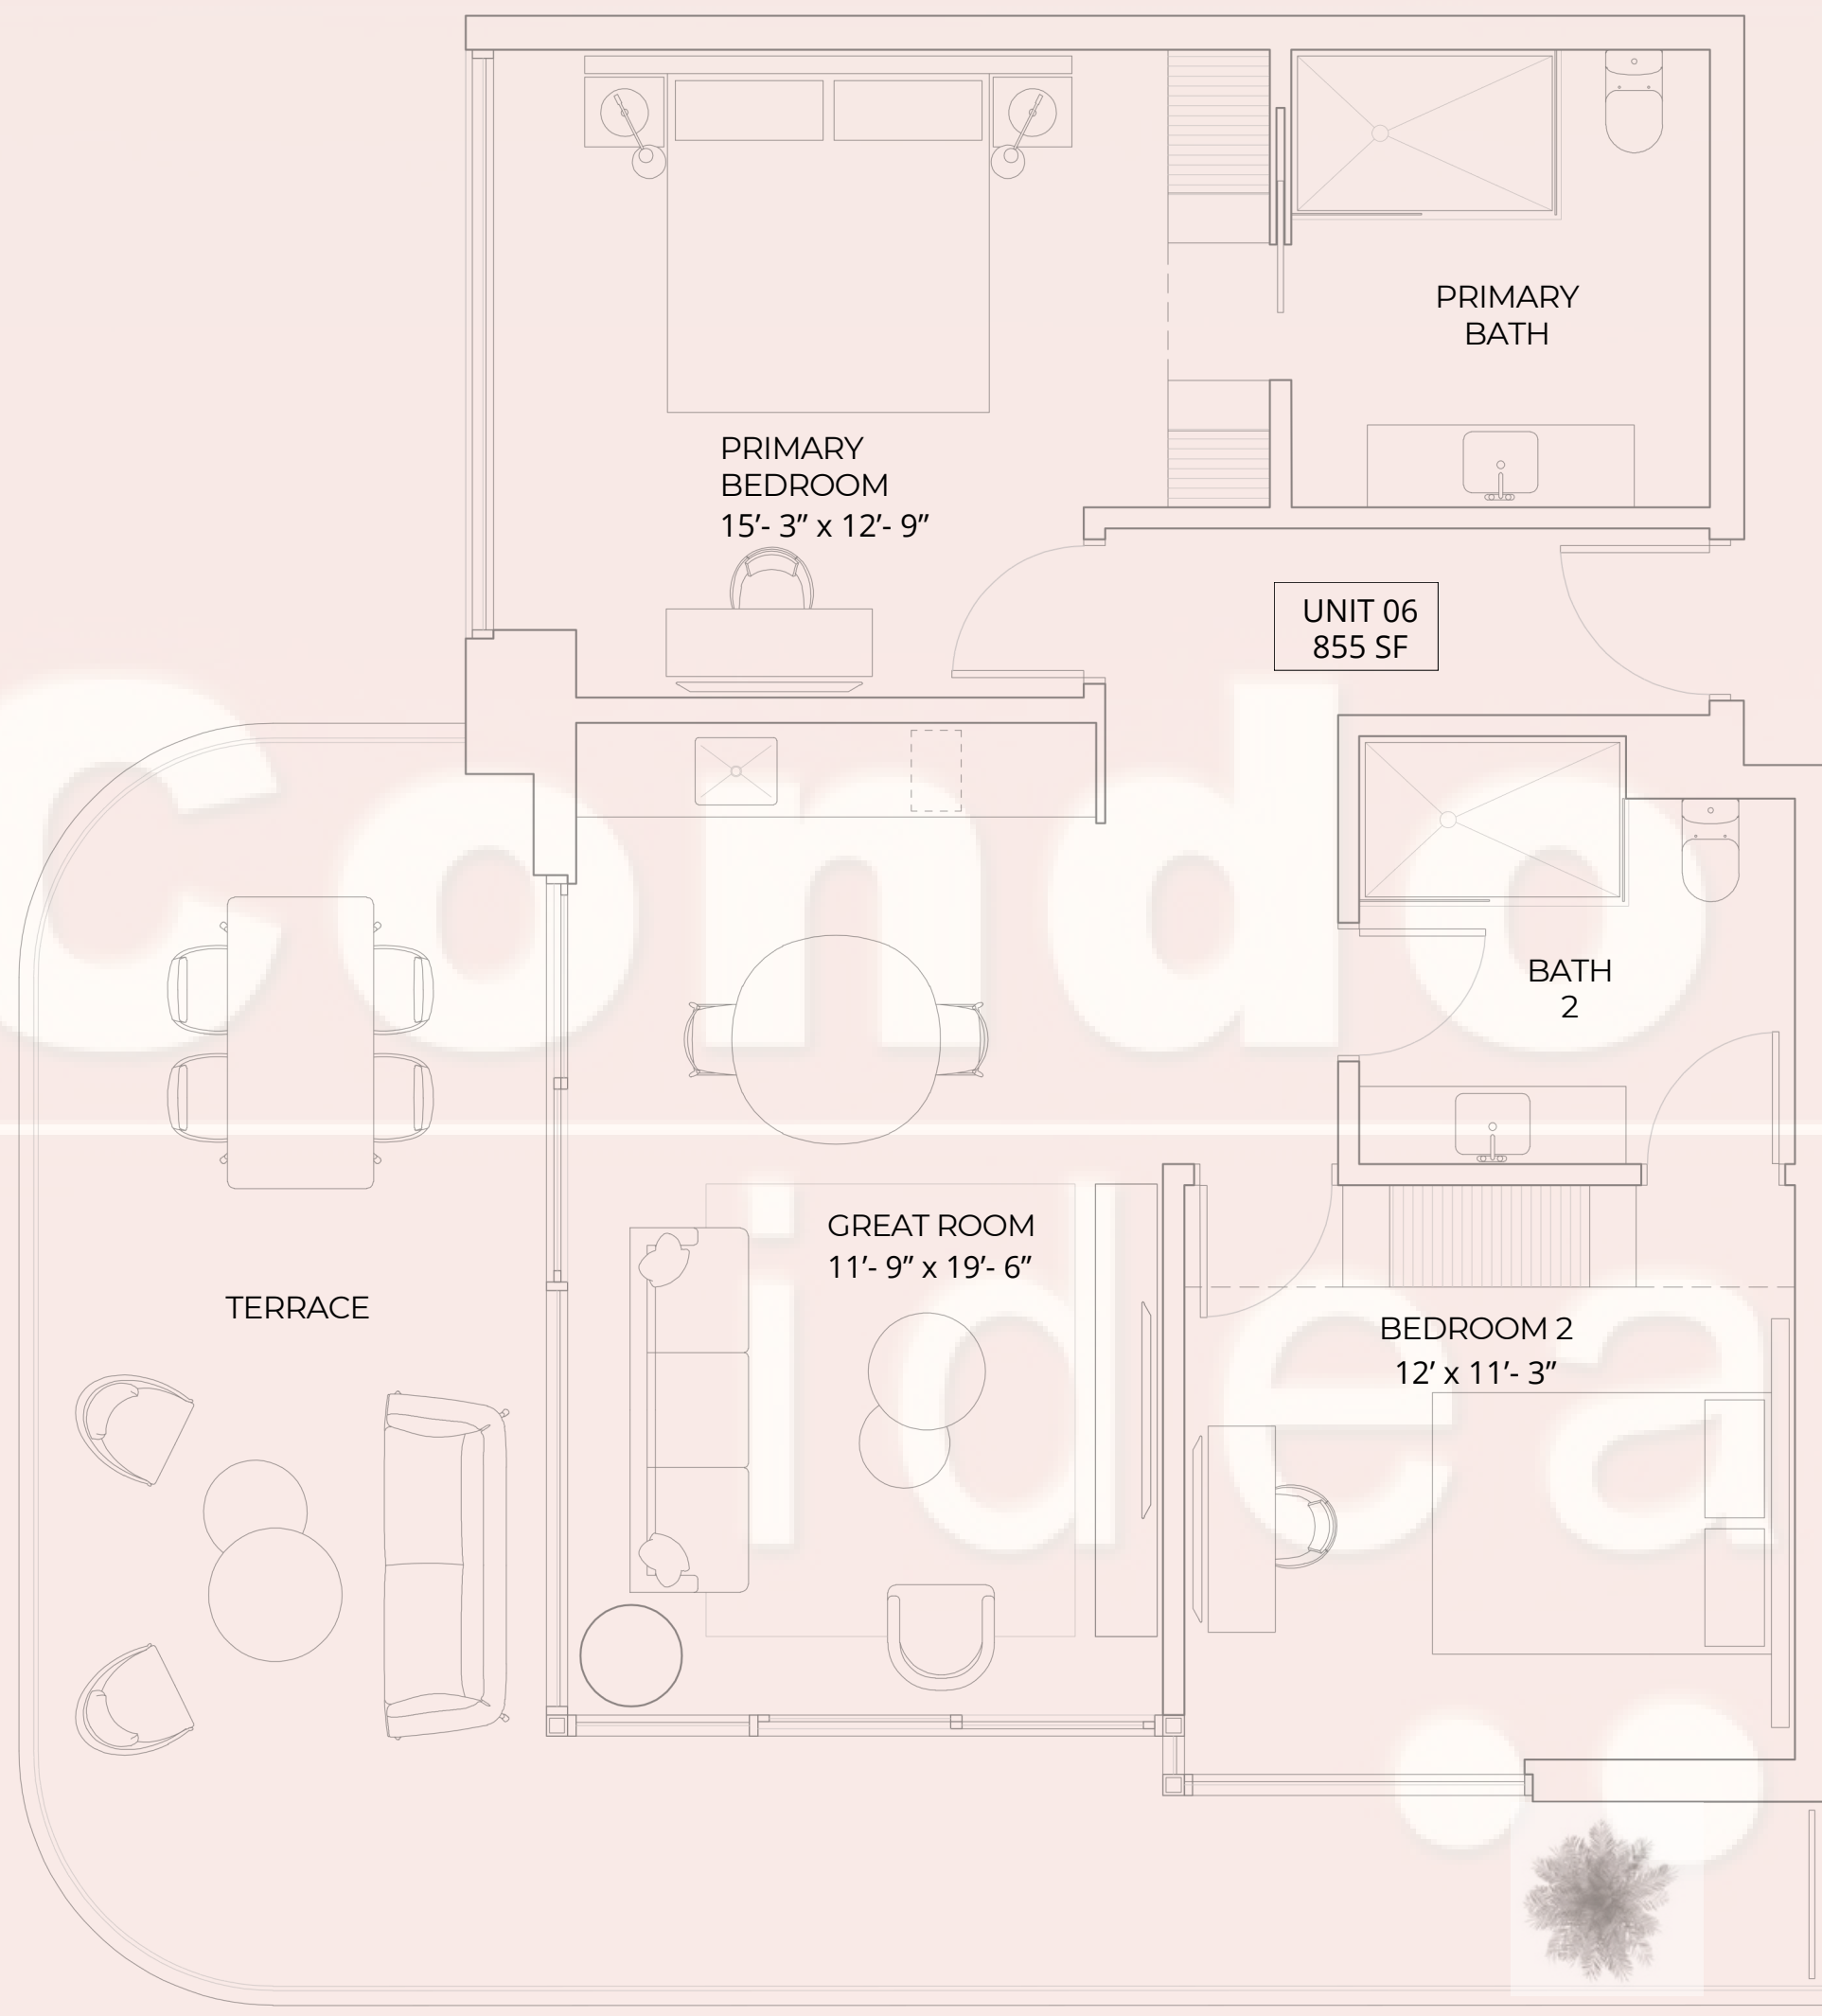 PRIMARY
BATH
PRIMARY
BEDROOM
15’- 3” x 12’- 9”
UNIT 06
855 SF
BATH
2
GREAT ROOM
11’- 9” x 19’- 6”
TERRACE
BEDROOM 2
12’ x 11’- 3”
Condo
idea